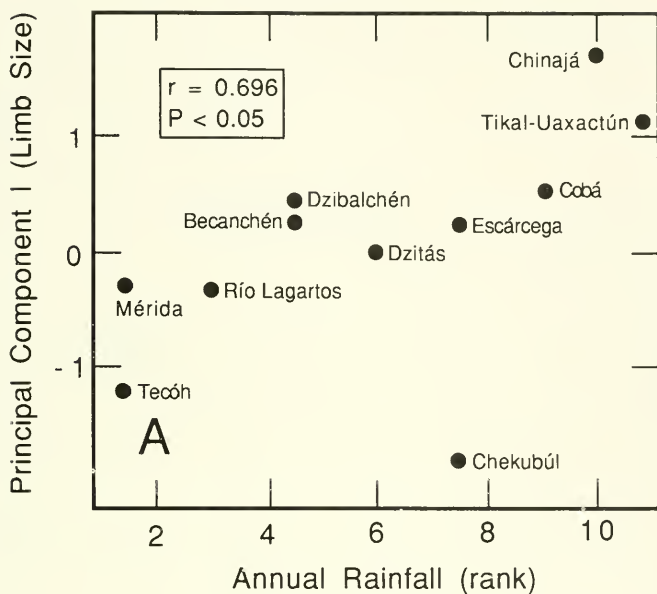 Principal Component I (Limb Size)
r = 0.696
P < 0.05
Chinajá
Tikal-Uaxactún
Cobá
Dzibalchén
Becanchén
Escárcega
Dzitás
Río Lagartos
Mérida
Tecóh
A
Chekubúl
1
0
-1
2
4
6
8
10
Annual Rainfall (rank)